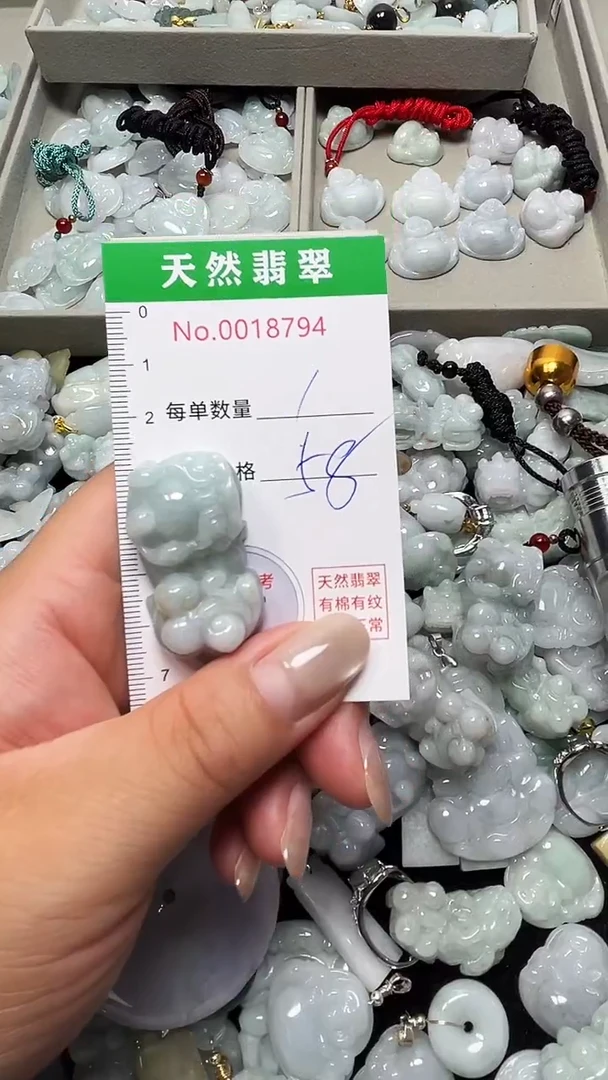 天然翡翠
No.0018794
0
1
每单数量 1
2
格 58
考
天然翡翠
有棉有纹
常
7